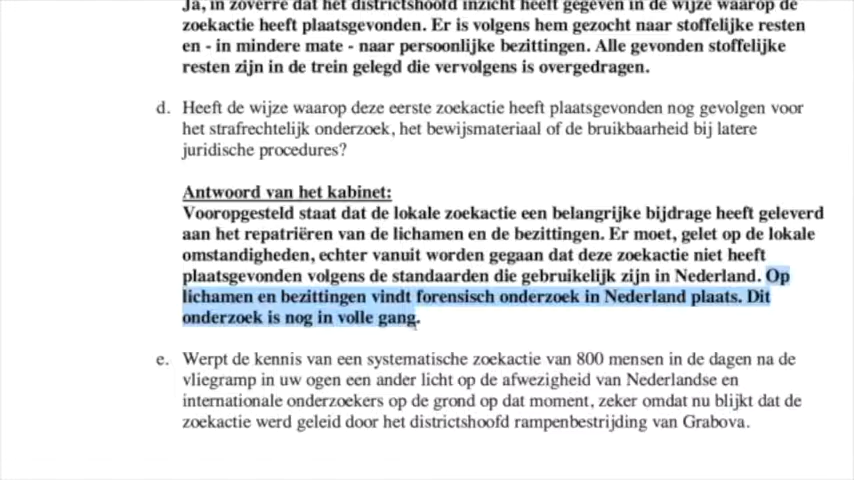 Ja, in zoverre dat het districtshoofd inzicht heeft gegeven in de wijze waarop de
zoekactie heeft plaatsgevonden. Er is volgens hem gezocht naar stoffelijke resten
en - in mindere mate - naar persoonlijke bezittingen. Alle gevonden stoffelijke
resten zijn in de trein gelegd die vervolgens is overgedragen.
d. Heeft de wijze waarop deze eerste zoekactie heeft plaatsgevonden nog gevolgen voor
het strafrechtelijk onderzoek, het bewijsmateriaal of de bruikbaarheid bij latere
juridische procedures?
Antwoord van het kabinet:
Vooropgesteld staat dat de lokale zoekactie een belangrijke bijdrage heeft geleverd
aan het repatriëren van de lichamen en de bezittingen. Er moet, gelet op de lokale
omstandigheden, echter vanuit worden gegaan dat deze zoekactie niet heeft
plaatsgevonden volgens de standaarden die gebruikelijk zijn in Nederland. Op
lichamen en bezittingen vindt forensisch onderzoek in Nederland plaats. Dit
onderzoek is nog in volle gang.
e. Werpt de kennis van een systematische zoekactie van 800 mensen in de dagen na de
vliegramp in uw ogen een ander licht op de afwezigheid van Nederlandse en
internationale onderzoekers op de grond op dat moment, zeker omdat nu blijkt dat de
zoekactie werd geleid door het districtshoofd rampenbestrijding van Grabova.